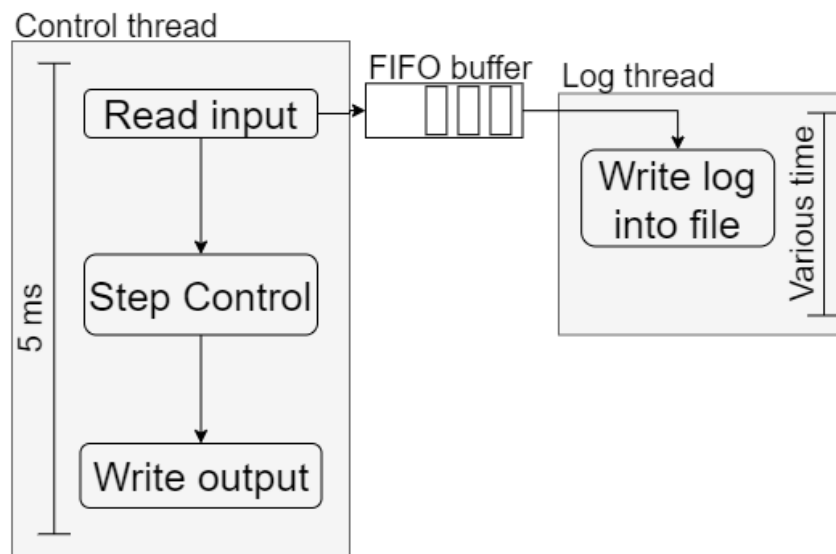 Control thread
FIFO buffer
Log thread
Read input
Write log
into file
Step Control
Write output
5 ms
Various time